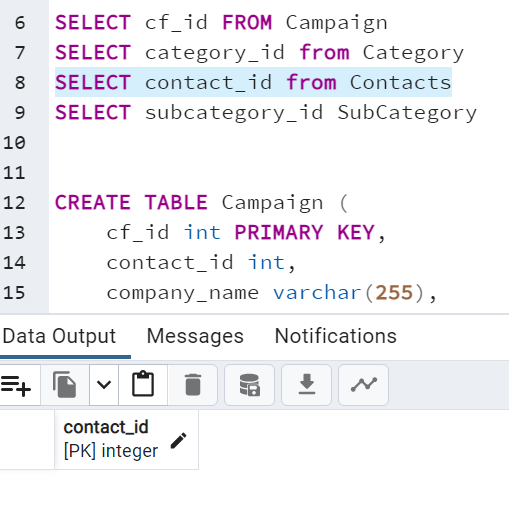 6 SELECT cf_id FROM Campaign
7 SELECT category_id from Category
8 SELECT contact_id from Contacts
9 SELECT subcategory_id SubCategory
10
11
12 CREATE TABLE Campaign (
13 cf_id int PRIMARY KEY,
14 contact_id int,
15 company_name varchar(255),
Data Output Messages Notifications
contact_id
[PK] integer